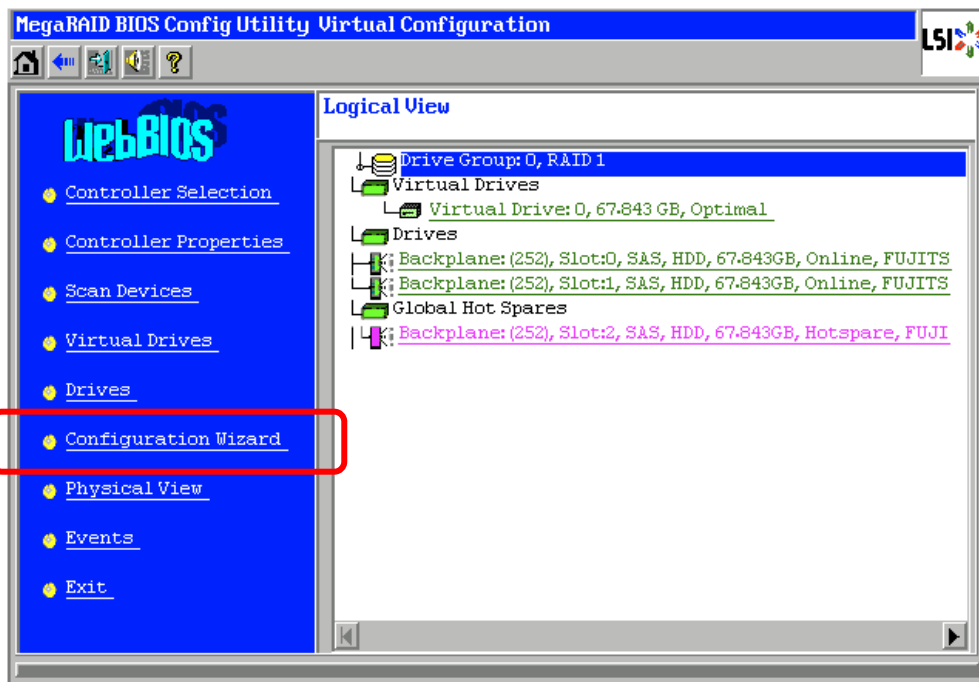 MegaRAID BIOS Config Utility Virtual Configuration
LSI
WebBIOS
Controller Selection
Controller Properties
Scan Devices
Virtual Drives
Drives
Configuration Wizard
Physical View
Events
Exit
Logical View
Drive Group: 0, RAID 1
Virtual Drives
Virtual Drive: 0, 67.843 GB, Optimal
Drives
Backplane: (252), Slot:0, SAS, HDD, 67.843GB, Online, FUJITS
Backplane: (252), Slot:1, SAS, HDD, 67.843GB, Online, FUJITS
Global Hot Spares
Backplane: (252), Slot:2, SAS, HDD, 67.843GB, Hotspare, FUJI